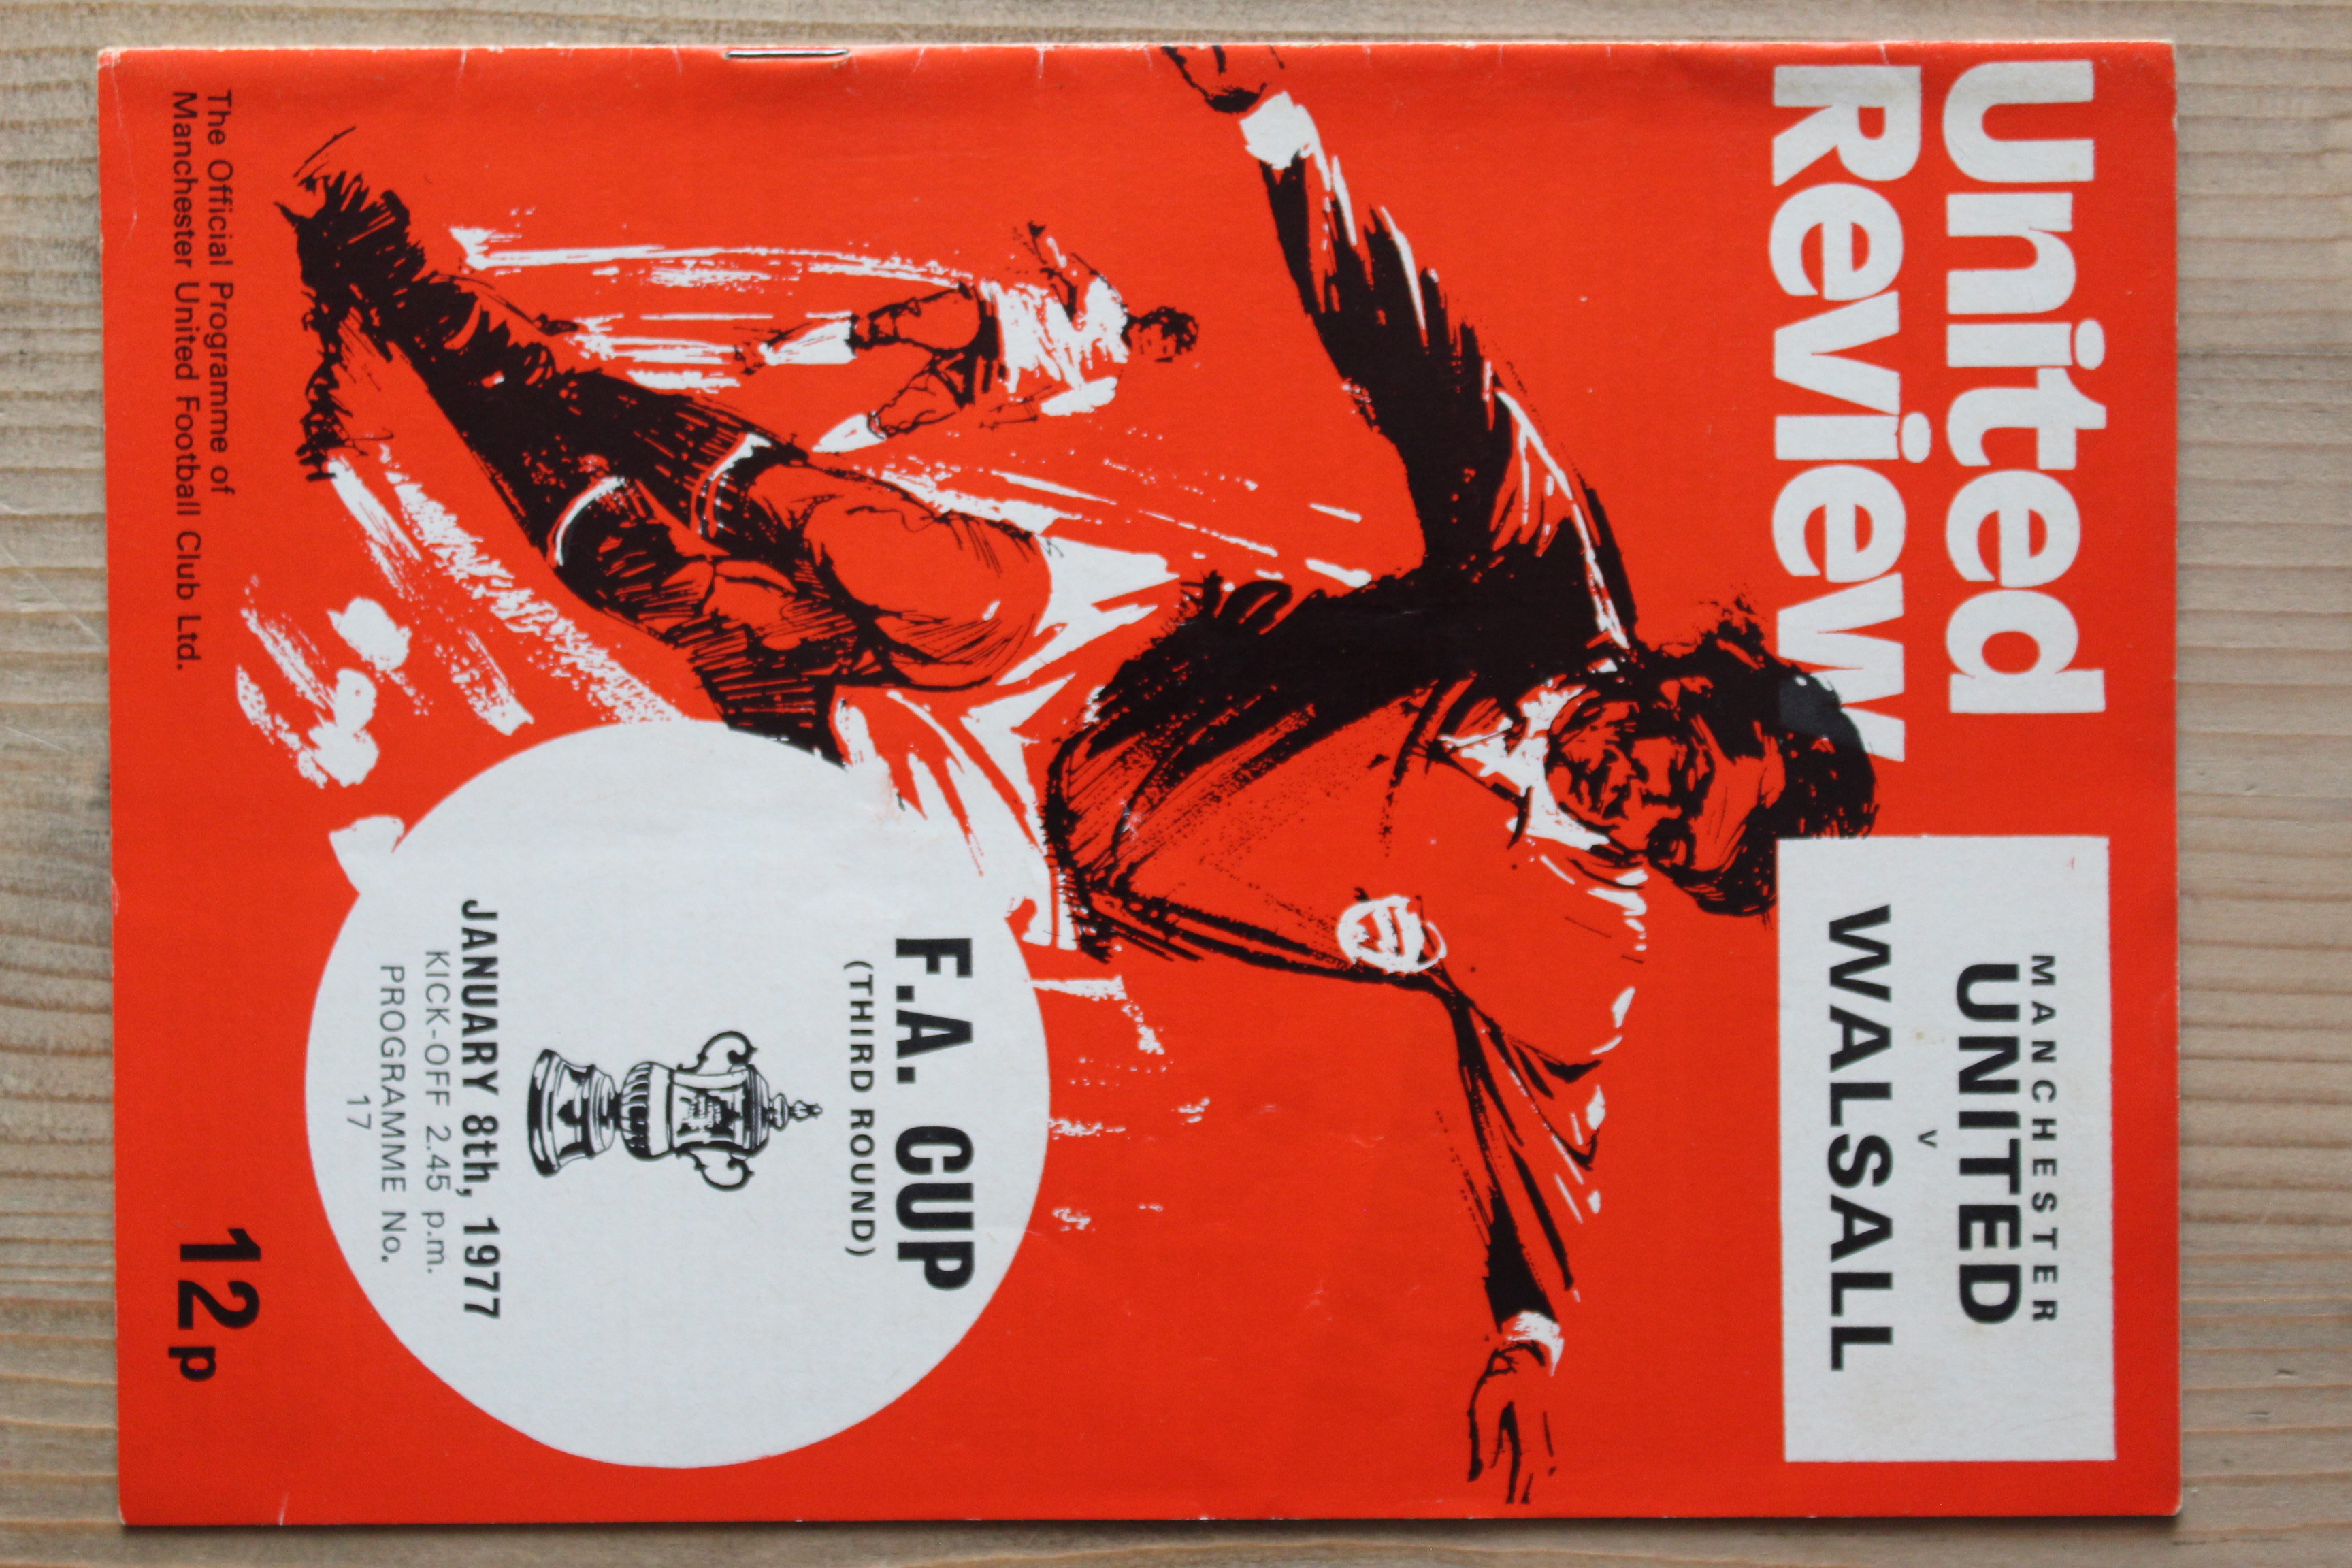 United
Review
MANCHESTER
UNITED
v
WALSALL
F.A. CUP
(THIRD ROUND)
JANUARY 8th, 1977
KICK-OFF 2.45 p.m.
PROGRAMME No.
17
The Official Programme of
Manchester United Football Club Ltd.
12p